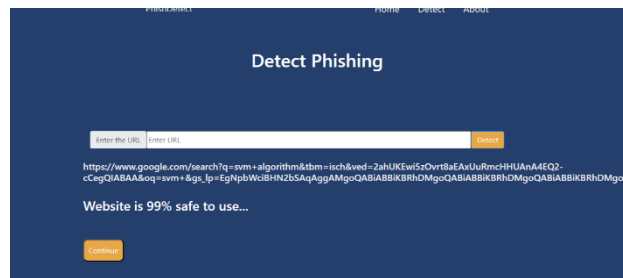 PhishDetect
Home Detect About
Detect Phishing
Enter the URL Enter URL Detect
https://www.google.com/search?q=svm+algorithm&tbm=isch&ved=2ahUKEwi5zOvrt8aEAxUuRmcHHUAnA4EQ2-
cCegQIABAA&oq=svm+&gs_lp=EgNpbWciBHN2bSAqAggAMgoQABiABBiKBRhDMgoQABiABBiKBRhDMgoQABiABBiKBRhDMgo
Website is 99% safe to use...
Continue